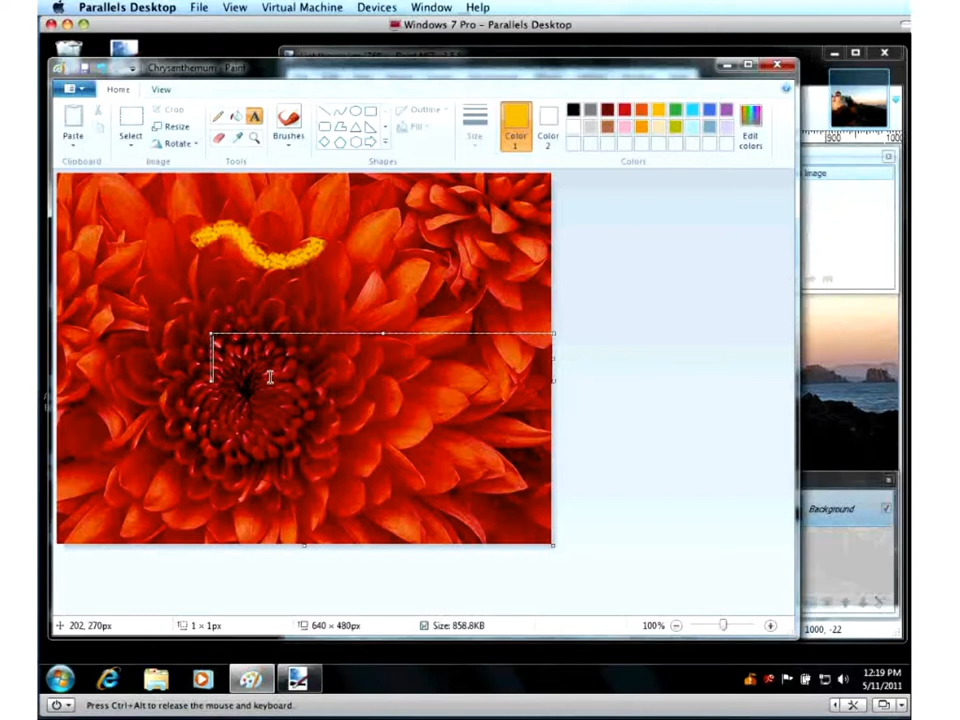 Parallels Desktop File View Virtual Machine Devices Window Help
Windows 7 Pro - Parallels Desktop
Chrysanthemum - Paint
Home View
Paste
Select
Crop
Resize
Rotate
Brushes
Outline
Fill
Size
Color 1
Color 2
Edit colors
Clipboard Image Tools Shapes Colors
900 1000
Image
Background
202, 270px 1 × 1px 640 × 480px Size: 858.8KB 100%
1000, -22
12:19 PM
5/11/2011
Press Ctrl+Alt to release the mouse and keyboard.